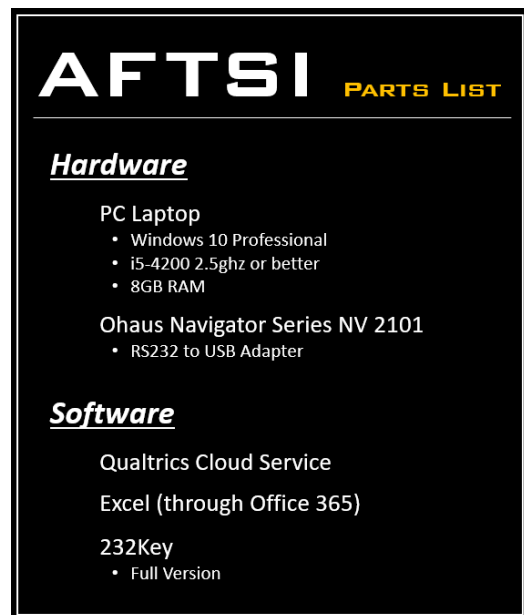 AFTSI PARTS LIST
Hardware
PC Laptop
• Windows 10 Professional
• i5-4200 2.5ghz or better
• 8GB RAM
Ohaus Navigator Series NV 2101
• RS232 to USB Adapter
Software
Qualtrics Cloud Service
Excel (through Office 365)
232Key
• Full Version